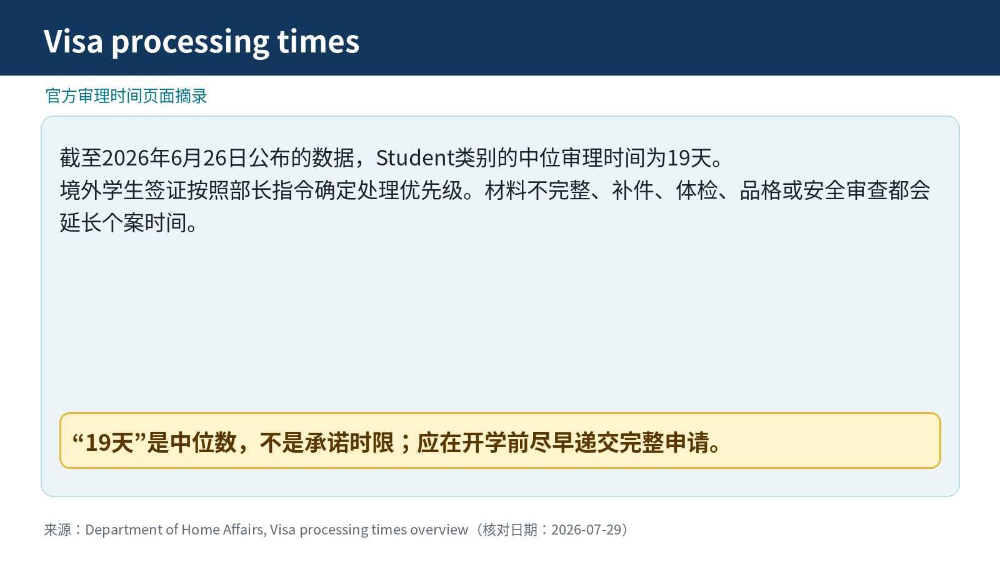 Visa processing times
官方审理时间页面摘录
截至2026年6月26日公布的数据，Student类别的中位审理时间为19天。
境外学生签证按照部长指令确定处理优先级。材料不完整、补件、体检、品格或安全审查都会
延长个案时间。
“19天”是中位数，不是承诺时限；应在开学前尽早递交完整申请。
来源：Department of Home Affairs, Visa processing times overview（核对日期：2026-07-29）